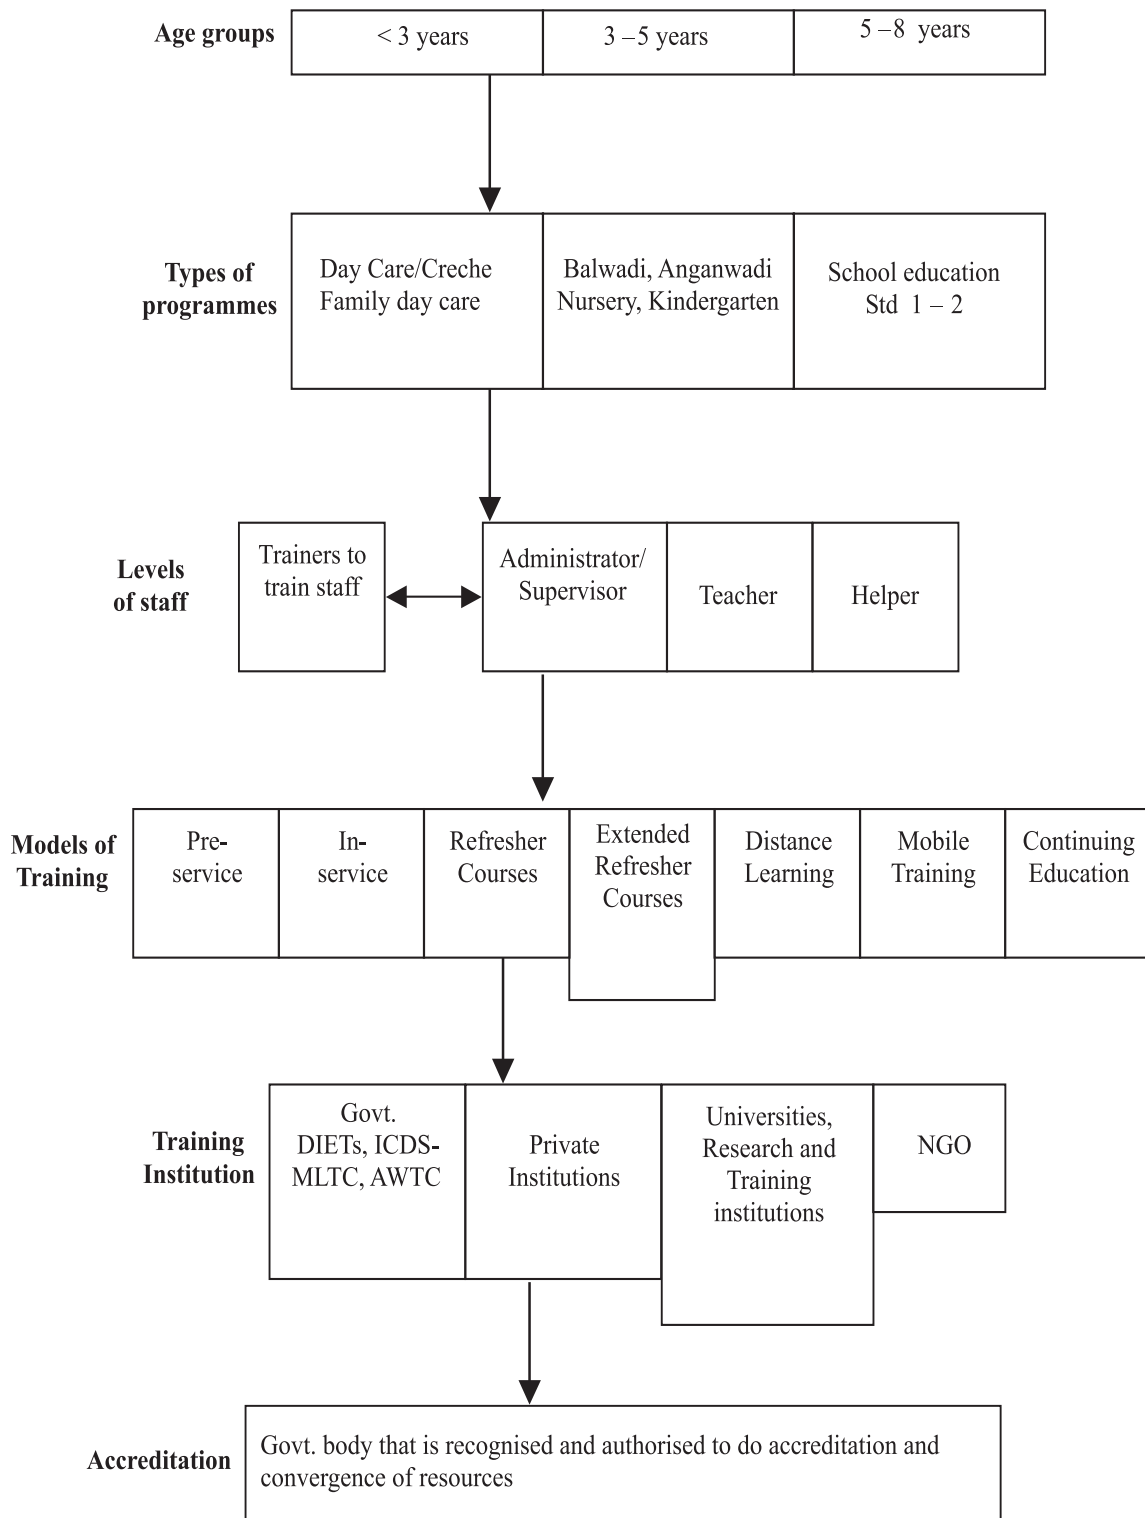 Age groups
< 3 years
3 – 5 years
5 – 8 years
Types of
programmes
Day Care/Creche
Family day care
Balwadi, Anganwadi
Nursery, Kindergarten
School education
Std 1 – 2
Levels
of staff
Trainers to
train staff
Administrator/
Supervisor
Teacher
Helper
Models of
Training
Pre-
service
In-
service
Refresher
Courses
Extended
Refresher
Courses
Distance
Learning
Mobile
Training
Continuing
Education
Training
Institution
Govt.
DIETs, ICDS-
MLTC, AWTC
Private
Institutions
Universities,
Research and
Training
institutions
NGO
Accreditation
Govt. body that is recognised and authorised to do accreditation and
convergence of resources